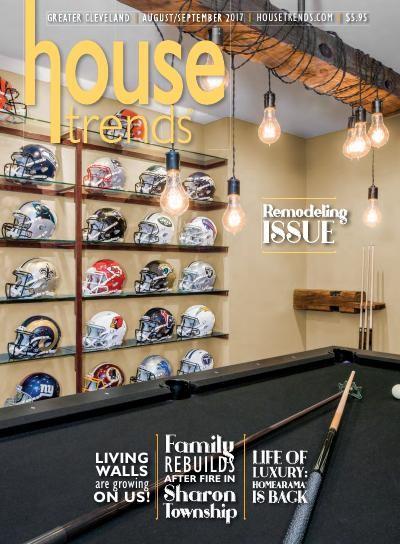 GREATER CLEVELAND | AUGUST/SEPTEMBER 2017 | HOUSETRENDS.COM | $5.95
house
trends
Remodeling
ISSUE
LIVING
WALLS
are growing
ON US!
Family
REBUILDS
AFTER FIRE IN
Sharon
Township
LIFE OF
LUXURY:
HOMEARAMA
IS BACK